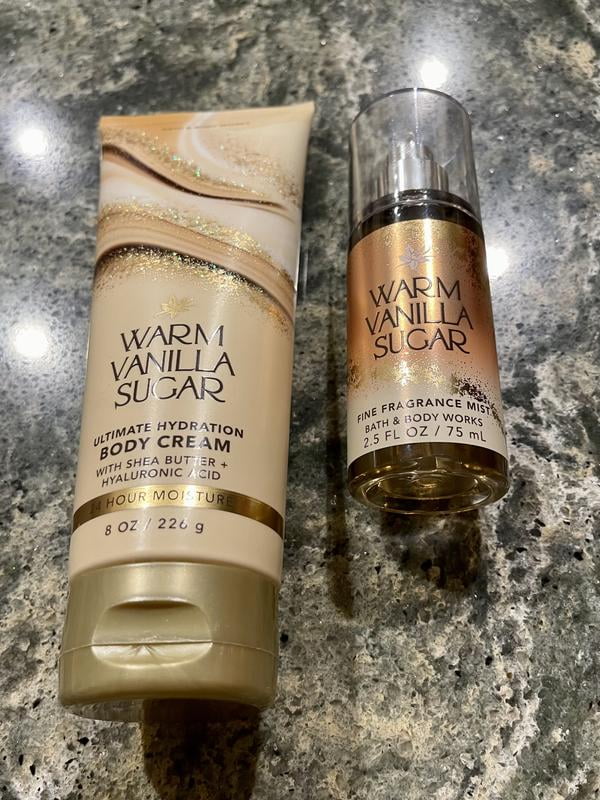 WARM
VANILLA
SUGAR
ULTIMATE HYDRATION
BODY CREAM
WITH SHEA BUTTER +
HYALURONIC ACID
24 HOUR MOISTURE
8 OZ / 226 g
WARM
VANILLA
SUGAR
FINE FRAGRANCE MIST
BATH & BODY WORKS
2.5 FL OZ / 75 mL